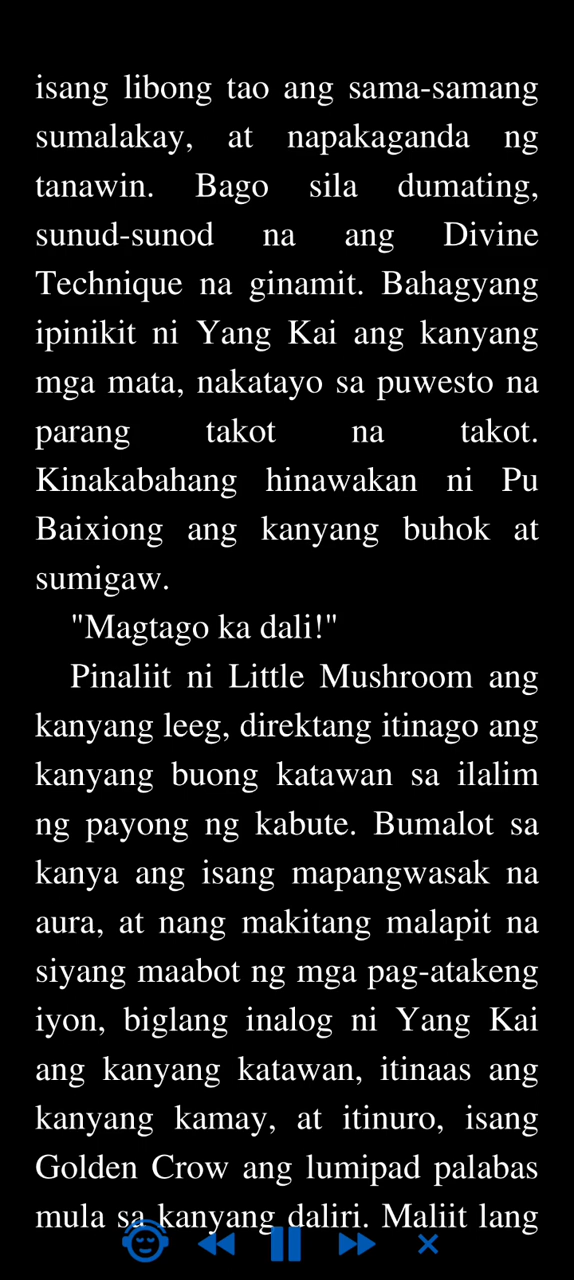 isang libong tao ang sama-samang
sumalakay, at napakaganda ng
tanawin. Bago sila dumating,
sunud-sunod na ang Divine
Technique na ginamit. Bahagyang
ipinikit ni Yang Kai ang kanyang
mga mata, nakatayo sa puwesto na
parang takot na takot.
Kinakabahang hinawakan ni Pu
Baixiong ang kanyang buhok at
sumigaw.
"Magtago ka dali!"
Pinaliit ni Little Mushroom ang
kanyang leeg, direktang itinago ang
kanyang buong katawan sa ilalim
ng payong ng kabute. Bumalot sa
kanya ang isang mapangwasak na
aura, at nang makitang malapit na
siyang maabot ng mga pag-atakeng
iyon, biglang inalog ni Yang Kai
ang kanyang katawan, itinaas ang
kanyang kamay, at itinuro, isang
Golden Crow ang lumipad palabas
mula sa kanyang daliri. Maliit lang